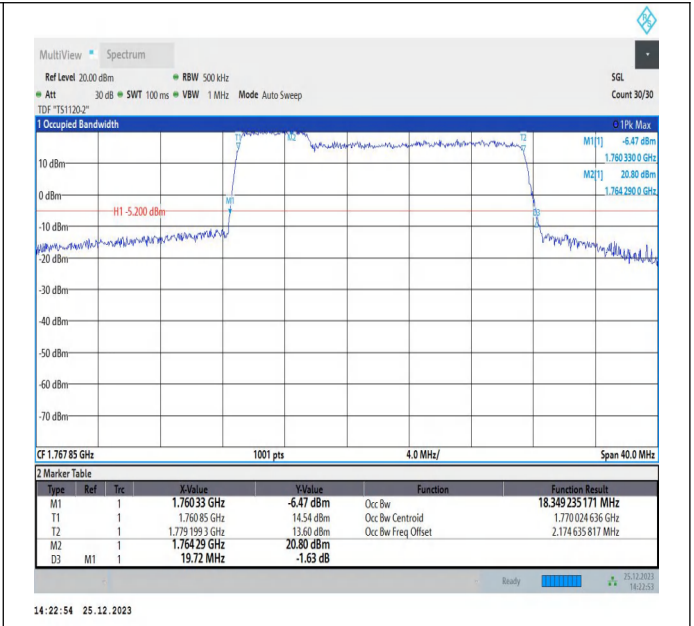 MultiView Spectrum
Ref Level 20.00 dBm RBW 500 kHz SGL
Att 30 dB SWT 100 ms VBW 1 MHz Mode Auto Sweep Count 30/30
TDF "TS1120-2"
1 Occupied Bandwidth 1Pk Max
M1[1] -6.47 dBm
1.760 330 0 GHz
M2[1] 20.80 dBm
1.764 290 0 GHz
T1 M2 T2
10 dBm
0 dBm
M1
H1 -5.200 dBm
D3
-10 dBm
-20 dBm
-30 dBm
-40 dBm
-50 dBm
-60 dBm
-70 dBm
CF 1.767 85 GHz 1001 pts 4.0 MHz/ Span 40.0 MHz
2 Marker Table
Type Ref Trc X-Value Y-Value Function Function Result
M1 1 1.760 33 GHz -6.47 dBm Occ Bw 18.349 235 171 MHz
T1 1 1.760 85 GHz 14.54 dBm Occ Bw Centroid 1.770 024 636 GHz
T2 1 1.779 199 3 GHz 13.60 dBm Occ Bw Freq Offset 2.174 635 817 MHz
M2 1 1.764 29 GHz 20.80 dBm
D3 M1 1 19.72 MHz -1.63 dB
Ready 25.12.2023
14:22:53
14:22:54 25.12.2023